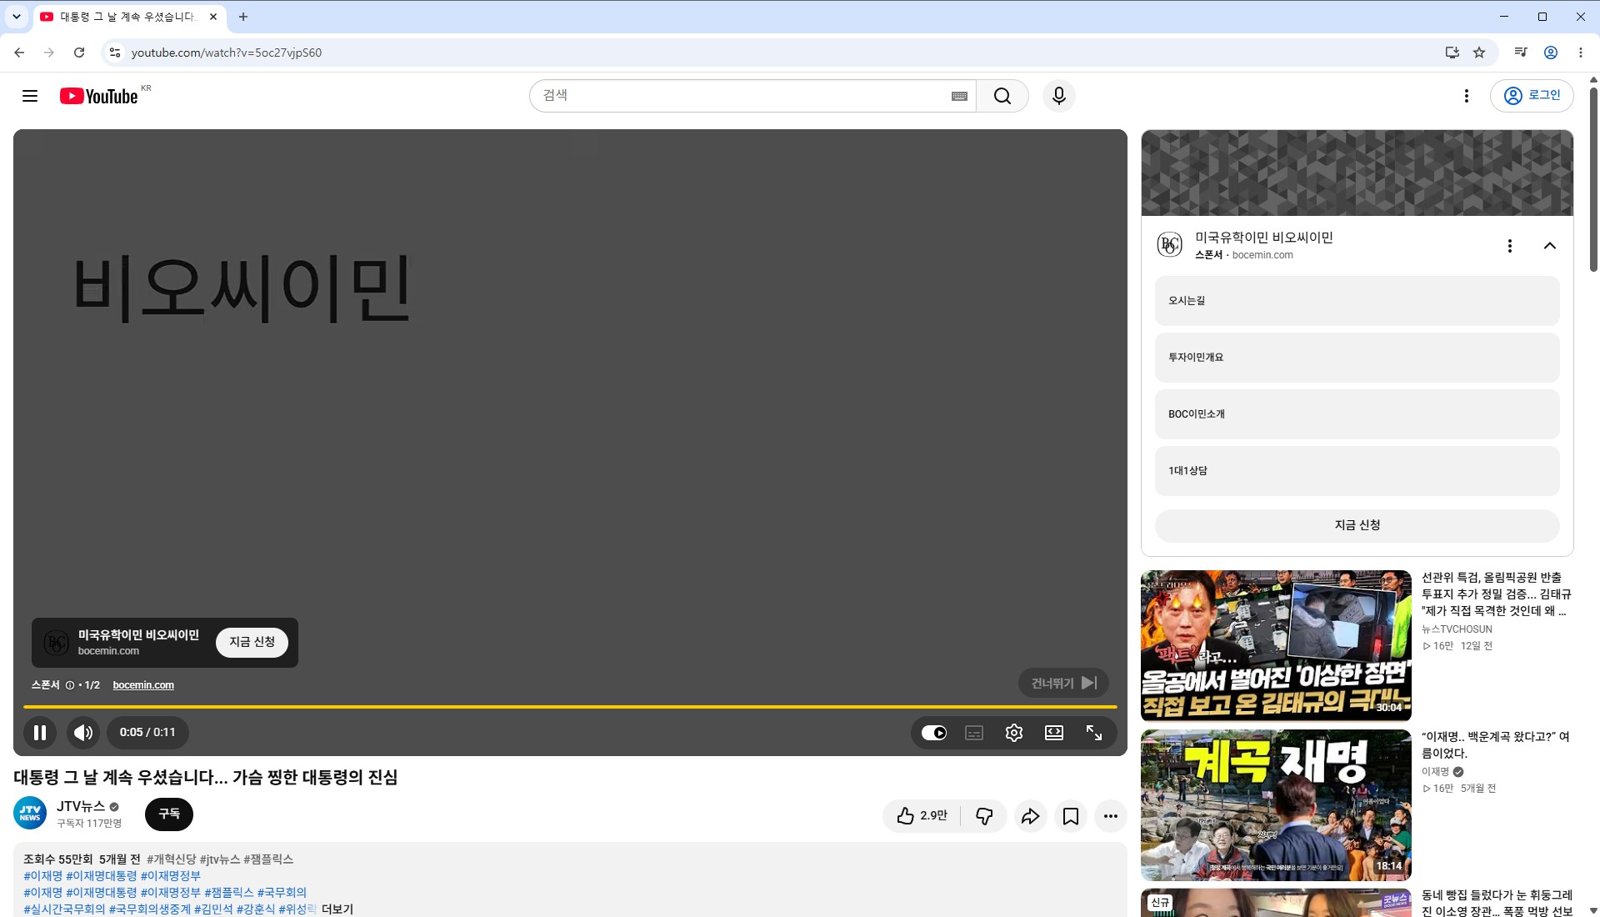 대통령 그 날 계속 우셨습니다
youtube.com/watch?v=5oc27vjpS60
YouTube KR
검색
로그인
비오씨이민
미국유학이민 비오씨이민
bocemin.com
지금 신청
스폰서 ⓘ • 1/2 bocemin.com
건너뛰기
0:05 / 0:11
대통령 그 날 계속 우셨습니다... 가슴 찡한 대통령의 진심
JTV NEWS
JTV뉴스
구독자 117만명
구독
2.9만
조회수 55만회 5개월 전 #개혁신당 #jtv뉴스 #잼플릭스
#이재명 #이재명대통령 #이재명정부
#이재명 #이재명대통령 #이재명정부 #잼플릭스 #국무회의
#실시간국무회의 #국무회의생중계 #김민석 #강훈식 #위성락 더보기
BOC
미국유학이민 비오씨이민
스폰서 · bocemin.com
오시는길
투자이민개요
BOC이민소개
1대1상담
지금 신청
'팩트'라고...
올공에서 벌어진 '이상한 장면'
직접 보고 온 김태규의 극대노
30:04
선관위 특검, 올림픽공원 반출
투표지 추가 정밀 검증... 김태규
"제가 직접 목격한 것인데 왜 ...
뉴스TVCHOSUN
16만 12일 전
계곡 재명
18:14
“이재명.. 백운계곡 왔다고?” 여
름이었다.
이재명
16만 5개월 전
신규
굿뉴스
동네 빵집 들렀다가 눈 휘둥그레
진 이소영 장관... 폭풍 먹방 선보